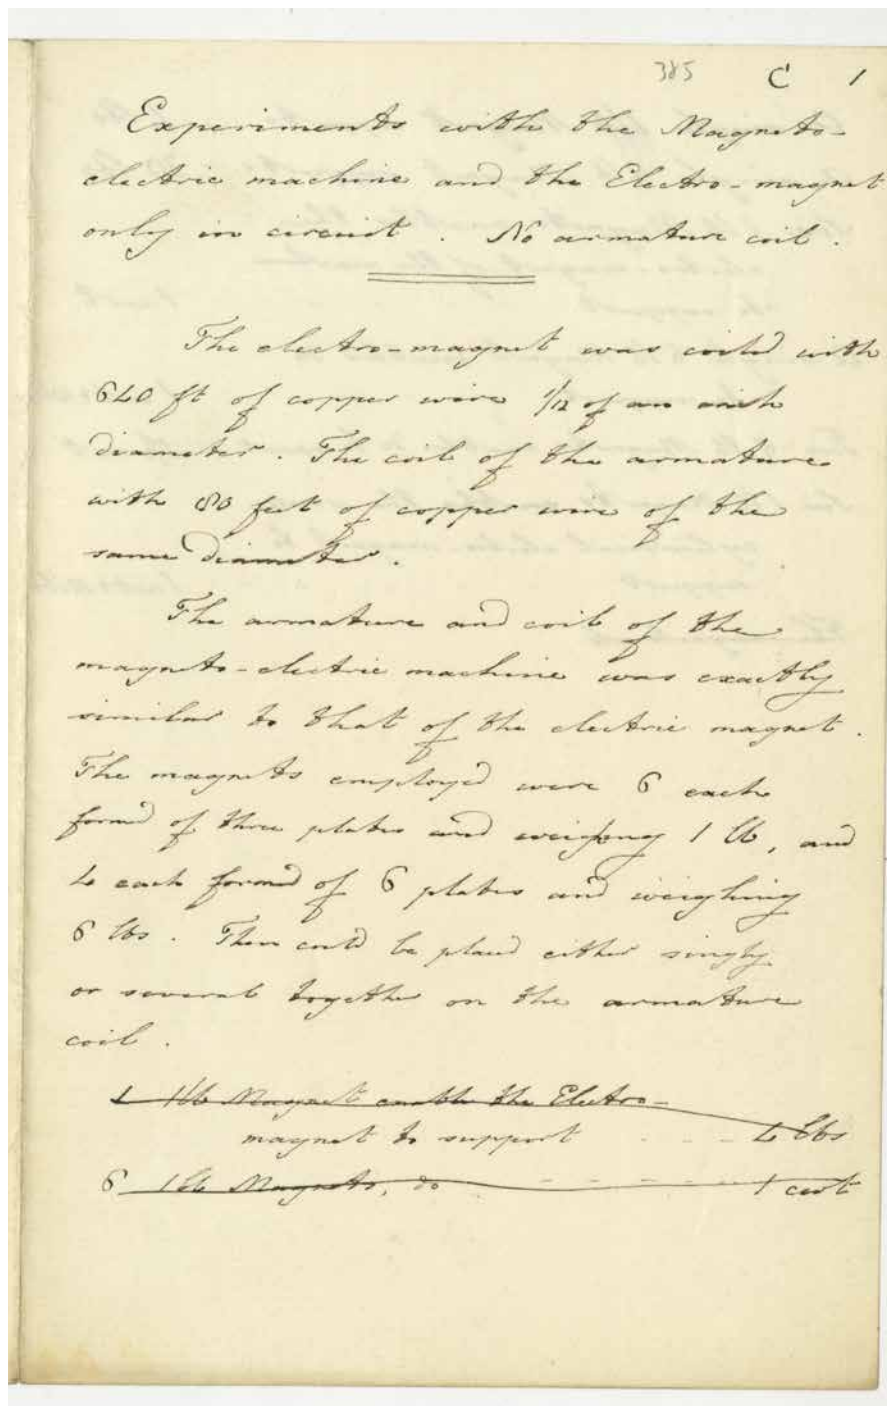 385 C 1
Experiments with the Magneto-
electric machine and the Electro-magnet
only in circuit. No armature coil.
The electro-magnet was coiled with
640 ft of copper wire 1/12 of an inch
diameter. The coil of the armature
with 80 feet of copper wire of the
same diameter.
The armature and coil of the
magneto-electric machine was exactly
similar to that of the electric magnet.
The magnets employed were 6 each
formed of three plates and weighing 1 lb, and
4 each formed of 6 plates and weighing
6 lbs. These could be placed either singly
or several together on the armature
coil.
1 1lb Magnet enable the Electro-
magnet to support - - - 4 lbs
6 1lb Magnets, do - - - - 1 cwt